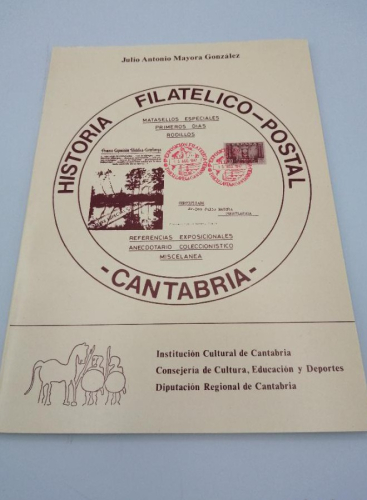 Julio Antonio Mayora González
HISTORIA FILATELICO-POSTAL
MATASELLOS ESPECIALES
PRIMEROS DIAS
RODILLOS
REFERENCIAS EXPOSICIONALES
ANECDOTARIO COLECCIONISTICO
MISCELANEA
-CANTABRIA-
Institución Cultural de Cantabria
Consejería de Cultura, Educación y Deportes
Diputación Regional de Cantabria